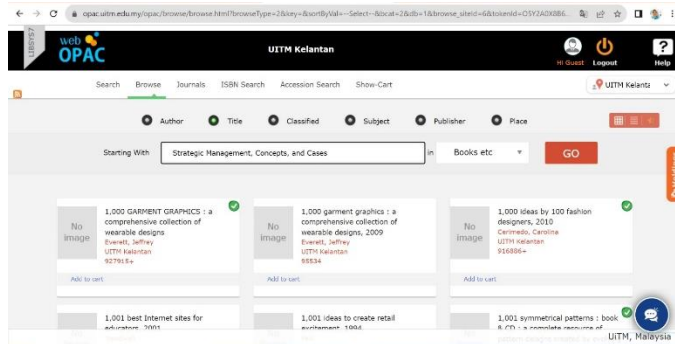 opac.uitm.edu.my/opac/browse/browse.html?browseType=2&key=&sortByVal=--Select--&bcat=2&db=1&browse_siteId=6&tokenId=
LIBSYS7
web OPAC
UITM Kelantan
Hi Guest
Logout
Help
Search Browse Journals ISBN Search Accession Search Show-Cart
UITM Kelanta
Author Title Classified Subject Publisher Place
Starting With
Strategic Management, Concepts, and Cases
in
Books etc
GO
No image
1,000 GARMENT GRAPHICS : a
comprehensive collection of
wearable designs
Everett, Jeffrey
UITM Kelantan
927915+
Add to cart
No image
1,000 garment graphics : a
comprehensive collection of
wearable designs, 2009
Everett, Jeffrey
UITM Kelantan
95534
Add to cart
No image
1,000 ideas by 100 fashion
designers, 2010
Carimedo, Carolina
UITM Kelantan
916886+
Add to cart
1,001 best Internet sites for
educators, 2001
1,001 ideas to create retail
excitement, 1994
1,001 symmetrical patterns : book
& CD : a complete resource of
UiTM, Malaysia